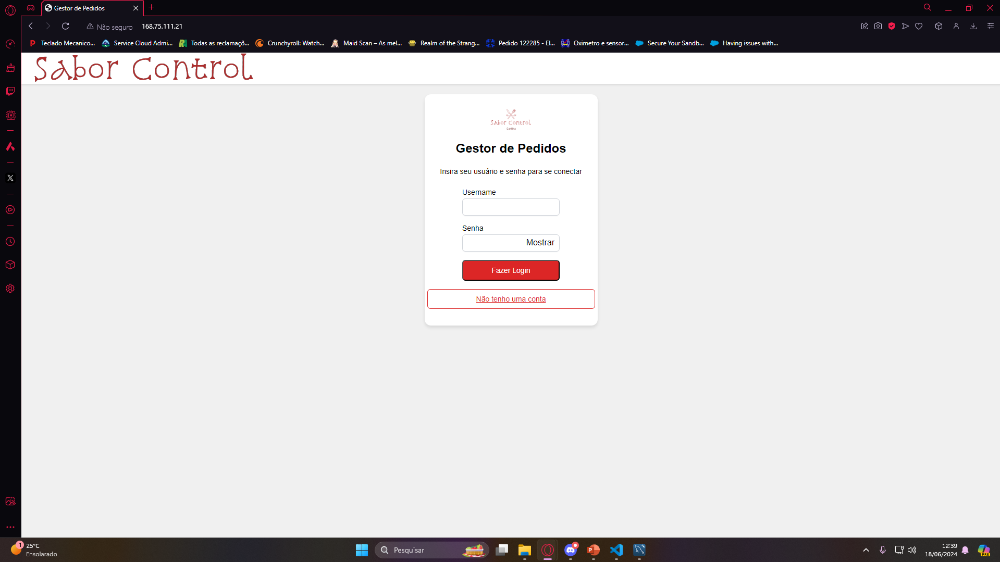 Gestor de Pedidos
Não seguro 168.75.111.21
Teclado Mecanico... Service Cloud Admi... Todas as reclamaçõ... Crunchyroll: Watch... Maid Scan – As mel... Realm of the Strang... Pedido 122285 - El... Oximetro e sensor... Secure Your Sandb... Having issues with...
Sabor Control
Sabor Control
Cantina
Gestor de Pedidos
Insira seu usuário e senha para se conectar
Username
Senha
Mostrar
Fazer Login
Não tenho uma conta
1
25°C
Ensolarado
Pesquisar
12:39
18/06/2024
PRE